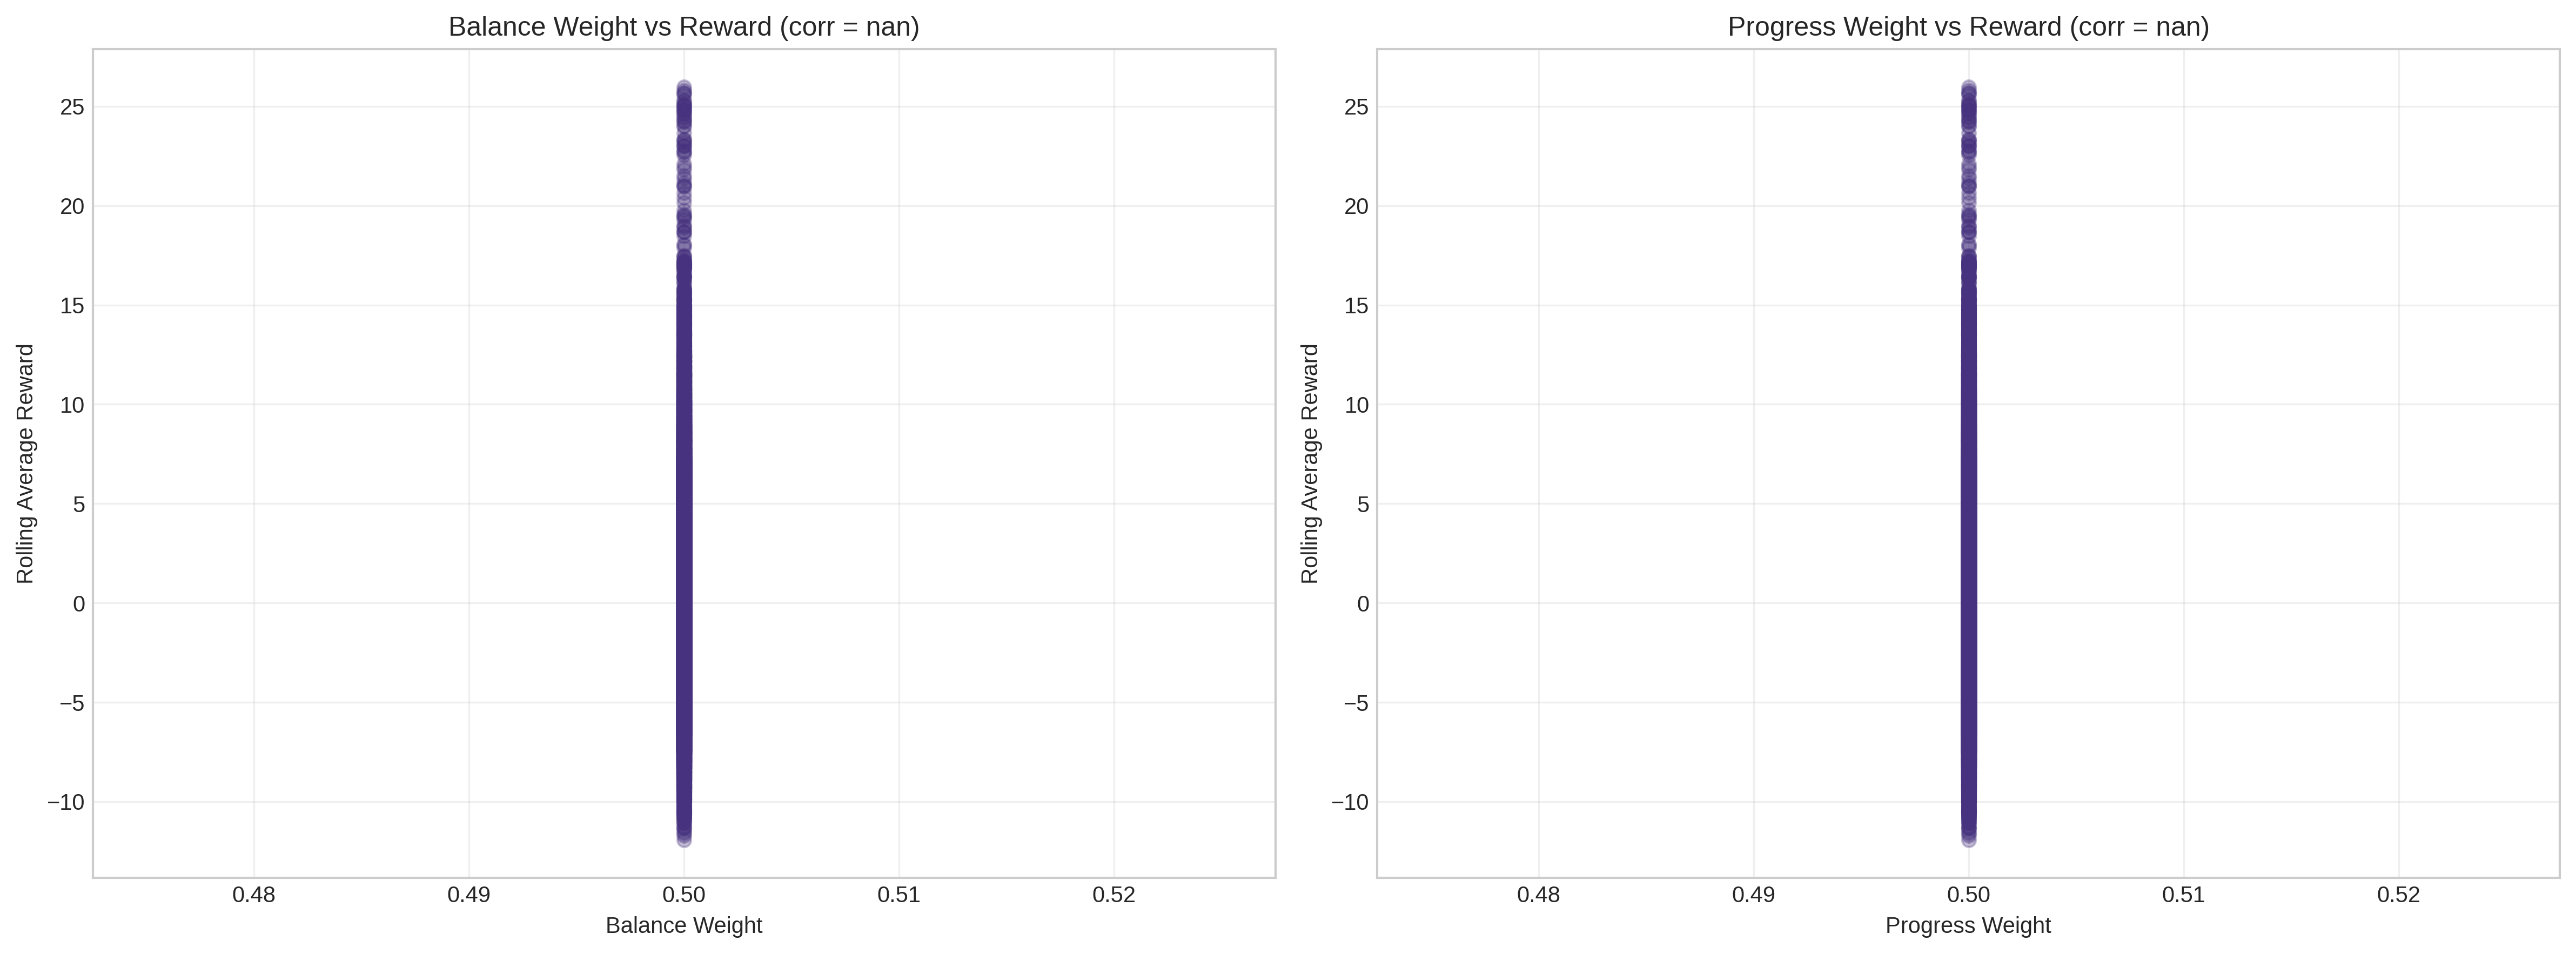 Balance Weight vs Reward (corr = nan)
25
20
15
10
5
0
−5
−10
Rolling Average Reward
0.48 0.49 0.50 0.51 0.52
Balance Weight
Progress Weight vs Reward (corr = nan)
25
20
15
10
5
0
−5
−10
Rolling Average Reward
0.48 0.49 0.50 0.51 0.52
Progress Weight